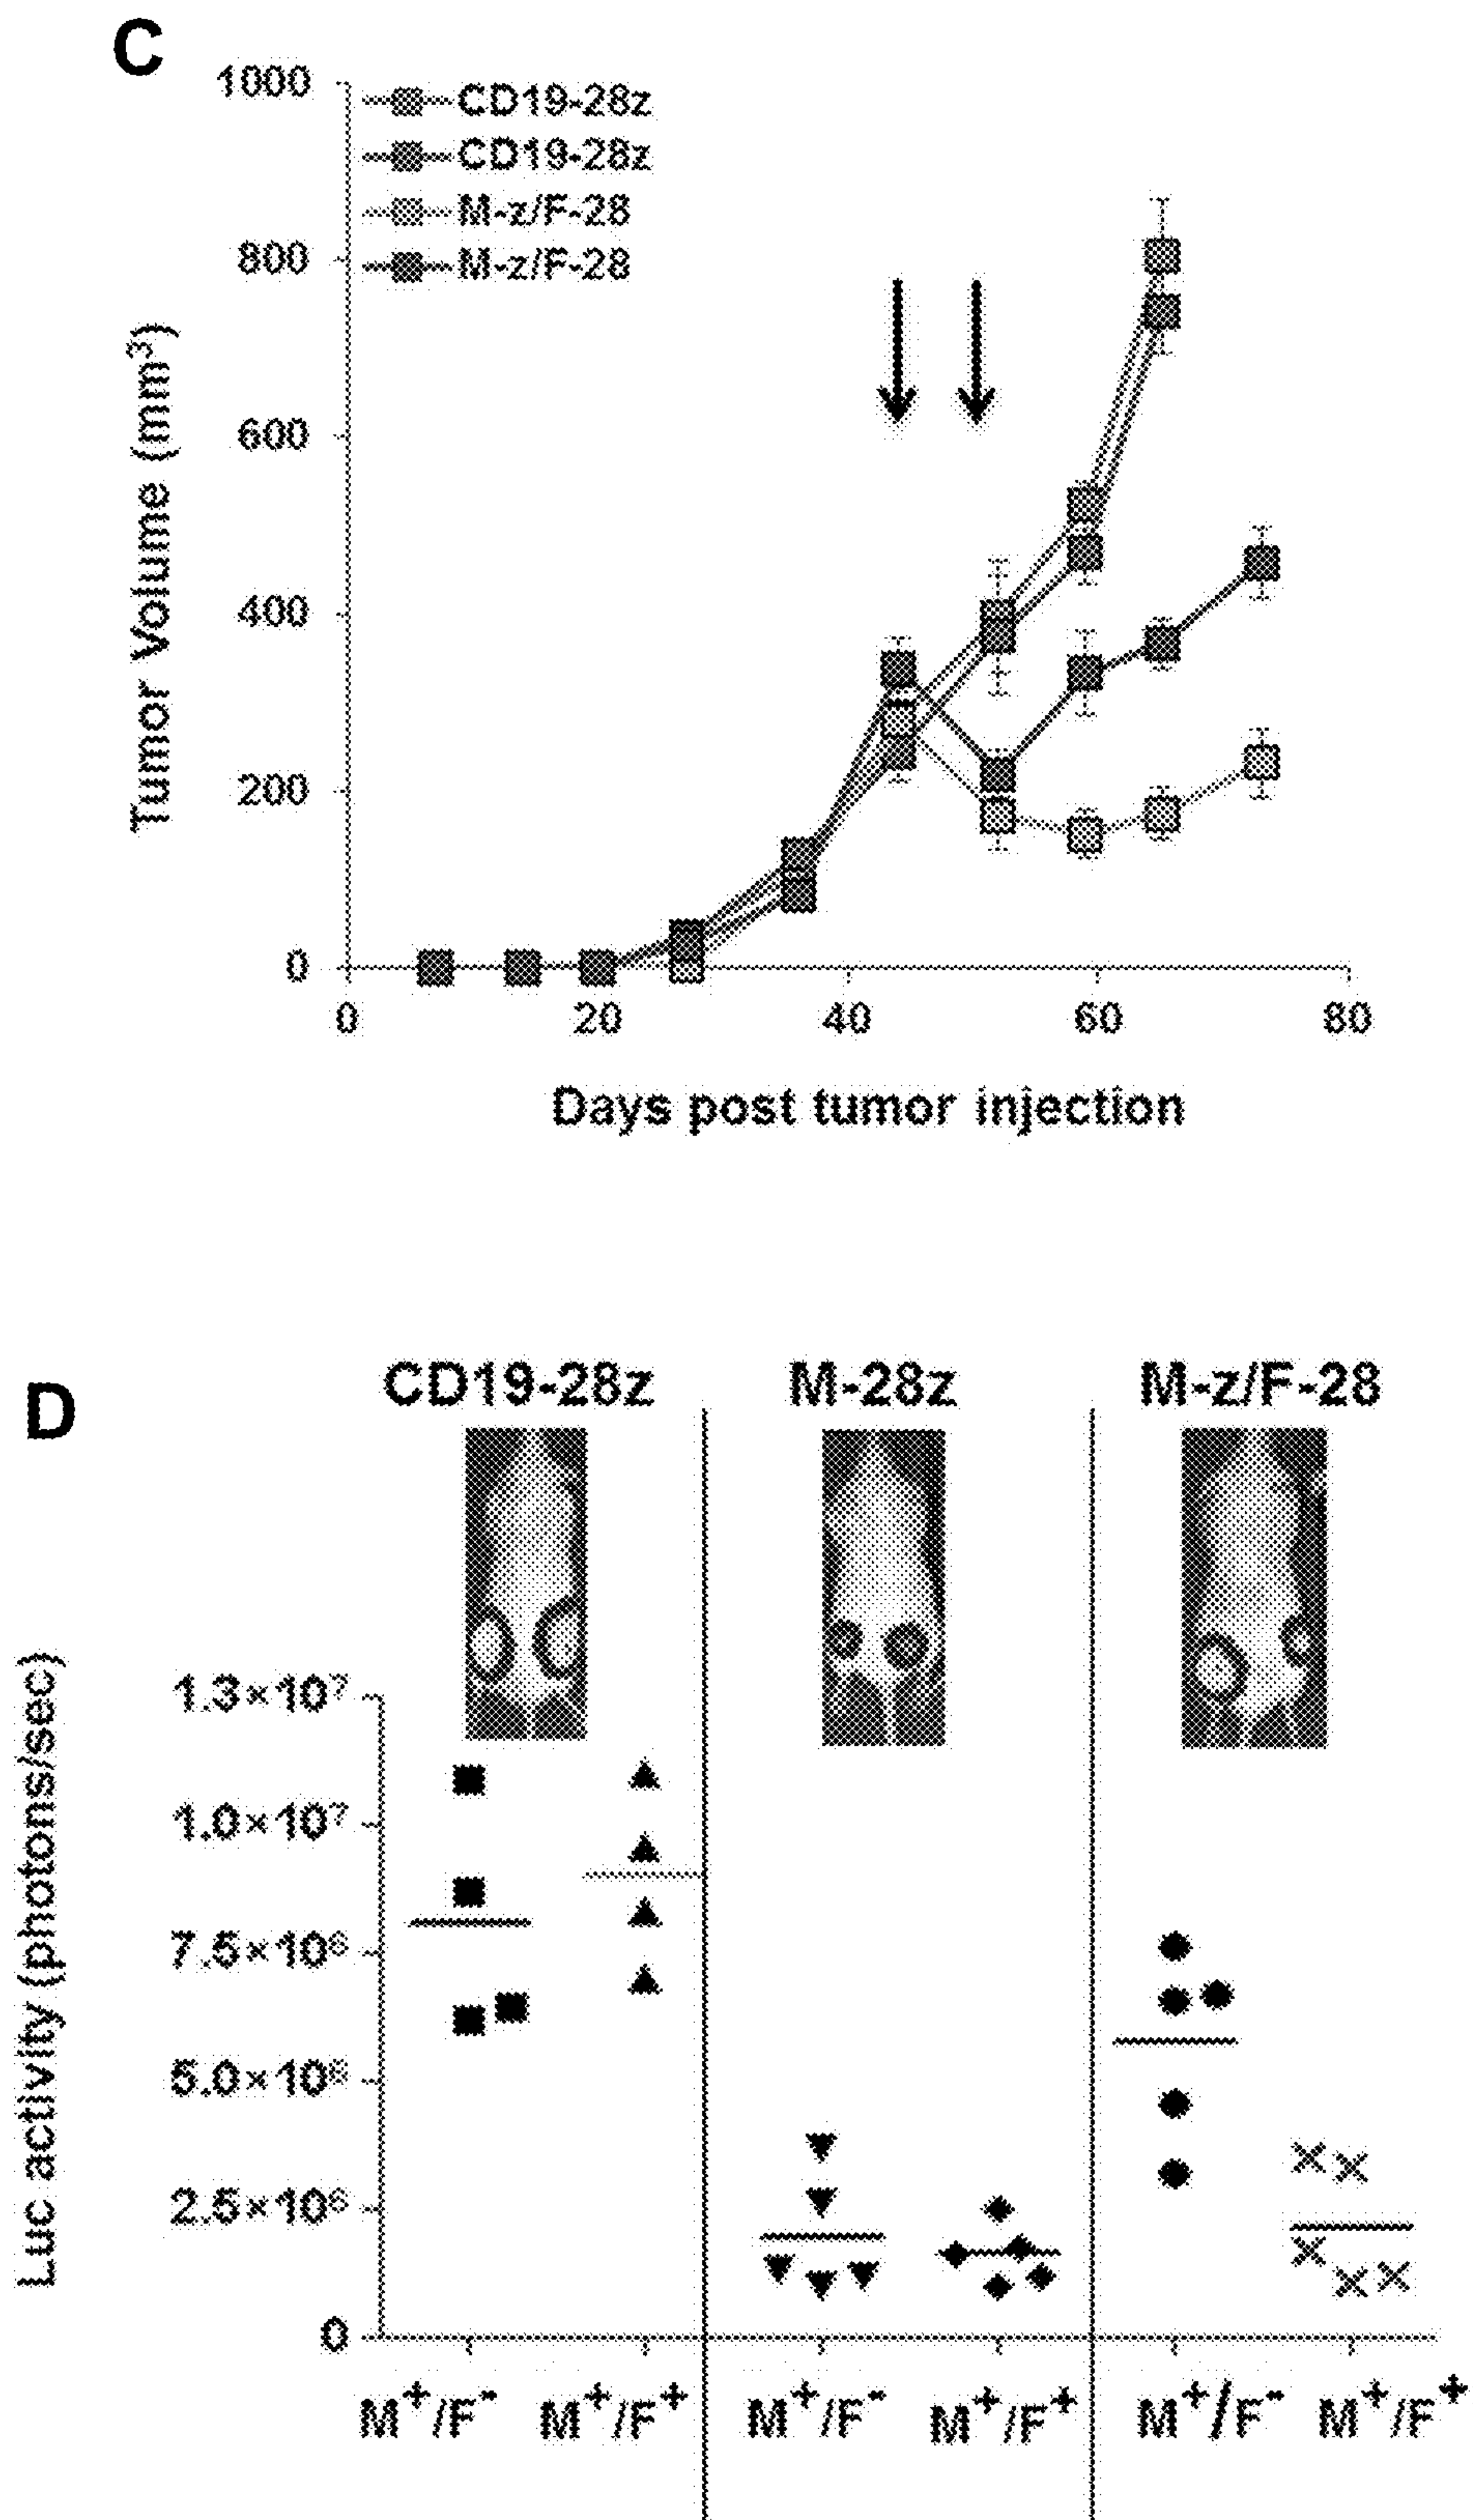 C
1000
800
600
400
200
0
CD19-28z
CD19-28z
M-z/F-28
M-z/F-28
Tumor Volume (mm³)
0 20 40 60 80
Days post tumor injection
D
CD19-28z M-28z M-z/F-28
Luc activity (photons/sec)
1.3×10⁷
1.0×10⁷
7.5×10⁶
5.0×10⁶
2.5×10⁶
0
M⁺/F⁻ M⁺/F⁺ M⁺/F⁻ M⁺/F⁺ M⁺/F⁻ M⁺/F⁺